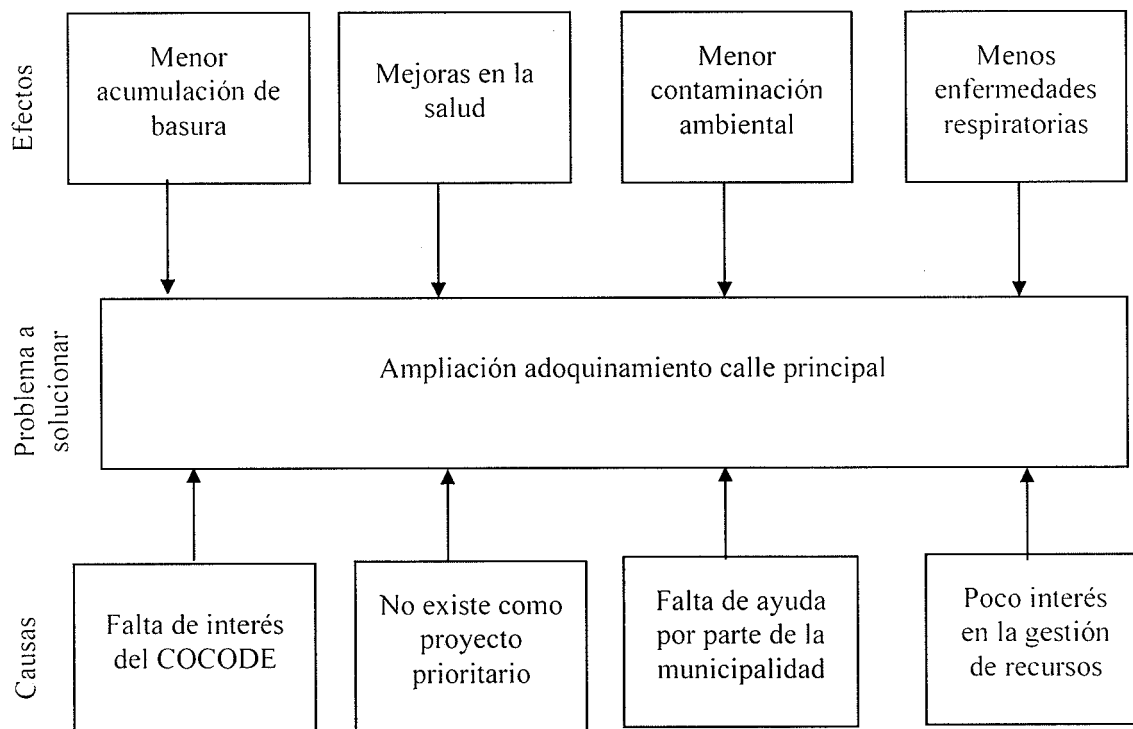 Efectos
Menor
acumulación de
basura
Mejoras en la
salud
Menor
contaminación
ambiental
Menos
enfermedades
respiratorias
Problema a
solucionar
Ampliación adoquinamiento calle principal
Causas
Falta de interés
del COCODE
No existe como
proyecto
prioritario
Falta de ayuda
por parte de la
municipalidad
Poco interés
en la gestión
de recursos